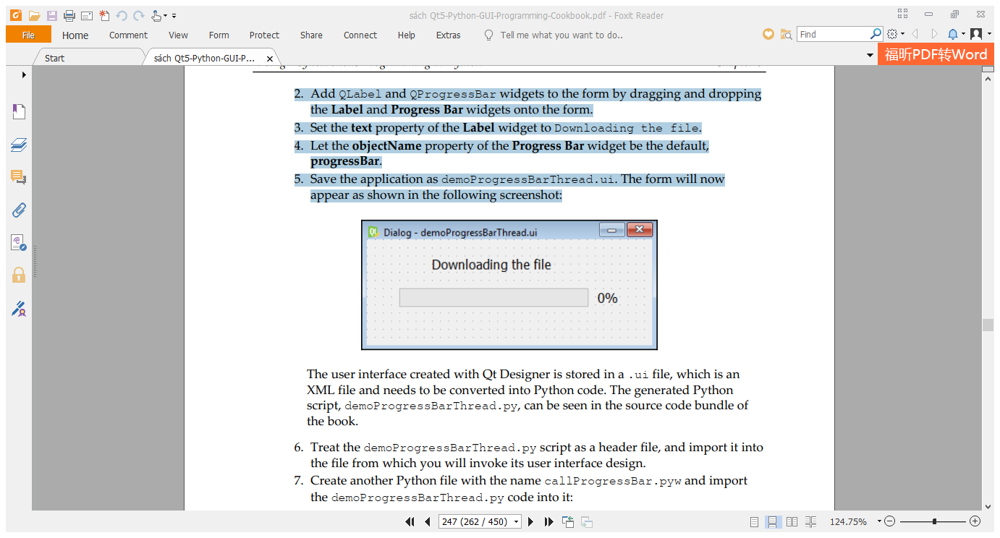 sách Qt5-Python-GUI-Programming-Cookbook.pdf - Foxit Reader
File Home Comment View Form Protect Share Connect Help Extras Tell me what you want to do.. Find
Start sách Qt5-Python-GUI-P... 福昕PDF转Word
2. Add QLabel and QProgressBar widgets to the form by dragging and dropping
the Label and Progress Bar widgets onto the form.
3. Set the text property of the Label widget to Downloading the file.
4. Let the objectName property of the Progress Bar widget be the default,
progressBar.
5. Save the application as demoProgressBarThread.ui. The form will now
appear as shown in the following screenshot:
Dialog - demoProgressBarThread.ui
Downloading the file
0%
The user interface created with Qt Designer is stored in a .ui file, which is an
XML file and needs to be converted into Python code. The generated Python
script, demoProgressBarThread.py, can be seen in the source code bundle of
the book.
6. Treat the demoProgressBarThread.py script as a header file, and import it into
the file from which you will invoke its user interface design.
7. Create another Python file with the name callProgressBar.pyw and import
the demoProgressBarThread.py code into it:
247 (262 / 450) 124.75%